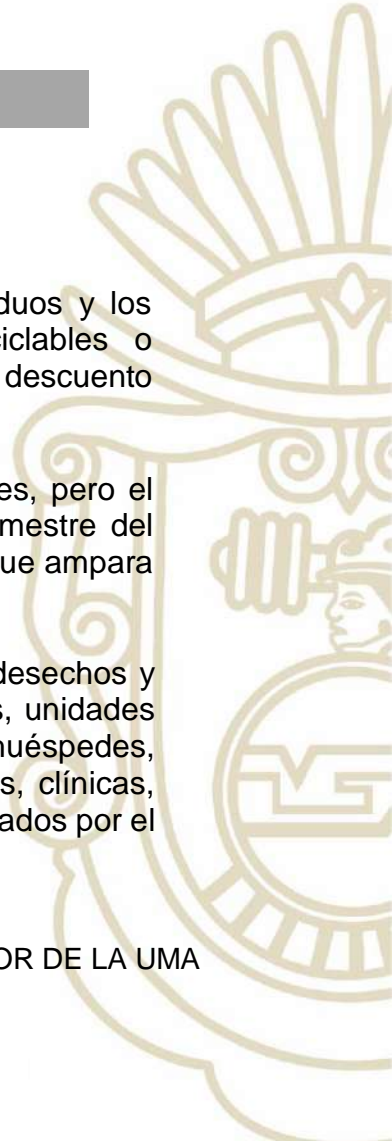 duos y los
ciclables o
descuento
es, pero el
mestre del
que ampara
desechos y
s, unidades
huéspedes,
s, clínicas,
ados por el
OR DE LA UMA